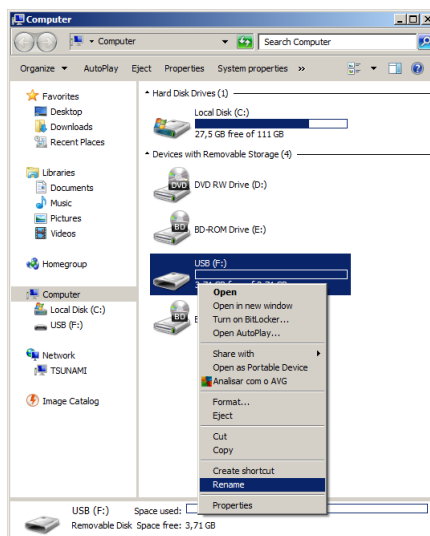 Computer
Computer
Search Computer
Organize AutoPlay Eject Properties System properties »
Favorites
Desktop
Downloads
Recent Places
Libraries
Documents
Music
Pictures
Videos
Homegroup
Computer
Local Disk (C:)
USB (F:)
Network
TSUNAMI
Image Catalog
Hard Disk Drives (1)
Local Disk (C:)
27,5 GB free of 111 GB
Devices with Removable Storage (4)
DVD
DVD RW Drive (D:)
BD
BD-ROM Drive (E:)
USB (F:)
BD
Open
Open in new window
Turn on BitLocker...
Open AutoPlay...
Share with
Open as Portable Device
Analisar com o AVG
Format...
Eject
Cut
Copy
Create shortcut
Rename
Properties
USB (F:) Space used:
Removable Disk Space free: 3,71 GB